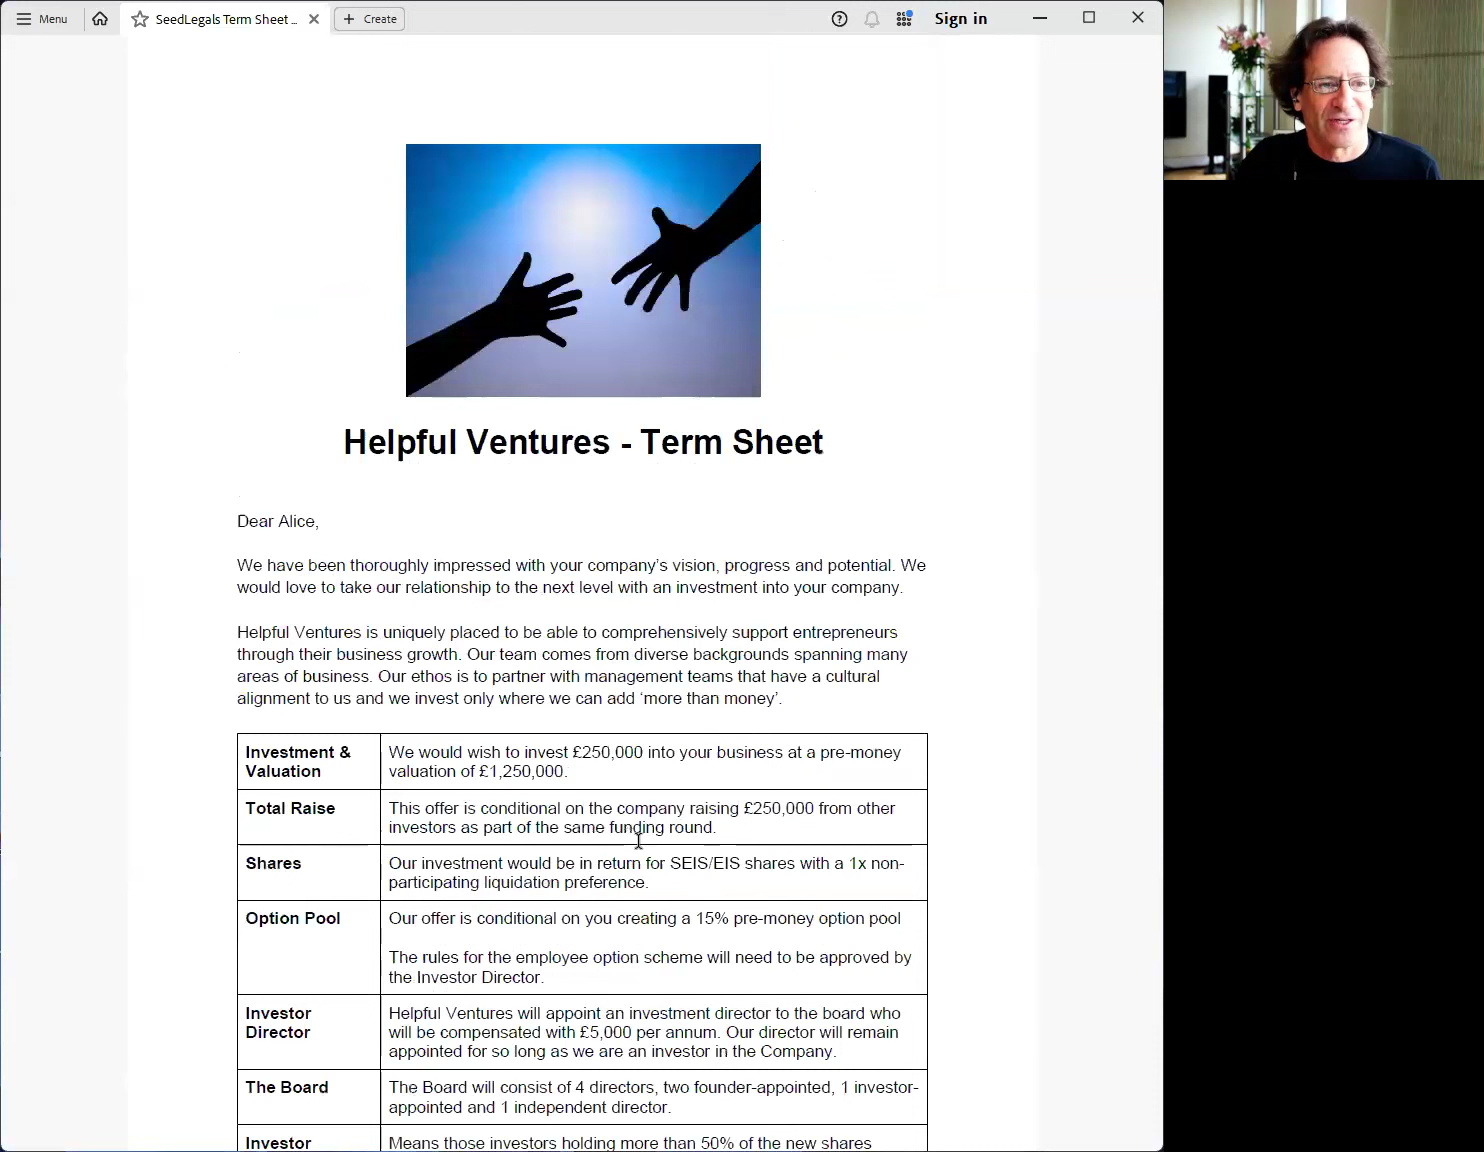 Menu
SeedLegals Term Sheet ...
Create
Sign in
Helpful Ventures - Term Sheet
Dear Alice,
We have been thoroughly impressed with your company's vision, progress and potential. We
would love to take our relationship to the next level with an investment into your company.
Helpful Ventures is uniquely placed to be able to comprehensively support entrepreneurs
through their business growth. Our team comes from diverse backgrounds spanning many
areas of business. Our ethos is to partner with management teams that have a cultural
alignment to us and we invest only where we can add ‘more than money’.
Investment &
Valuation
We would wish to invest £250,000 into your business at a pre-money
valuation of £1,250,000.
Total Raise
This offer is conditional on the company raising £250,000 from other
investors as part of the same funding round.
Shares
Our investment would be in return for SEIS/EIS shares with a 1x non-
participating liquidation preference.
Option Pool
Our offer is conditional on you creating a 15% pre-money option pool
The rules for the employee option scheme will need to be approved by
the Investor Director.
Investor
Director
Helpful Ventures will appoint an investment director to the board who
will be compensated with £5,000 per annum. Our director will remain
appointed for so long as we are an investor in the Company.
The Board
The Board will consist of 4 directors, two founder-appointed, 1 investor-
appointed and 1 independent director.
Investor
Means those investors holding more than 50% of the new shares